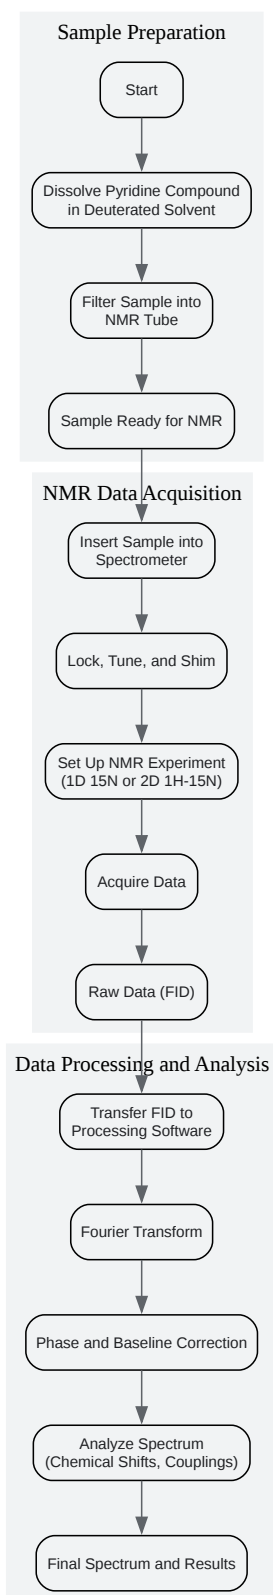 Sample Preparation
Start
Dissolve Pyridine Compound
in Deuterated Solvent
Filter Sample into
NMR Tube
Sample Ready for NMR
NMR Data Acquisition
Insert Sample into
Spectrometer
Lock, Tune, and Shim
Set Up NMR Experiment
(1D 15N or 2D 1H-15N)
Acquire Data
Raw Data (FID)
Data Processing and Analysis
Transfer FID to
Processing Software
Fourier Transform
Phase and Baseline Correction
Analyze Spectrum
(Chemical Shifts, Couplings)
Final Spectrum and Results